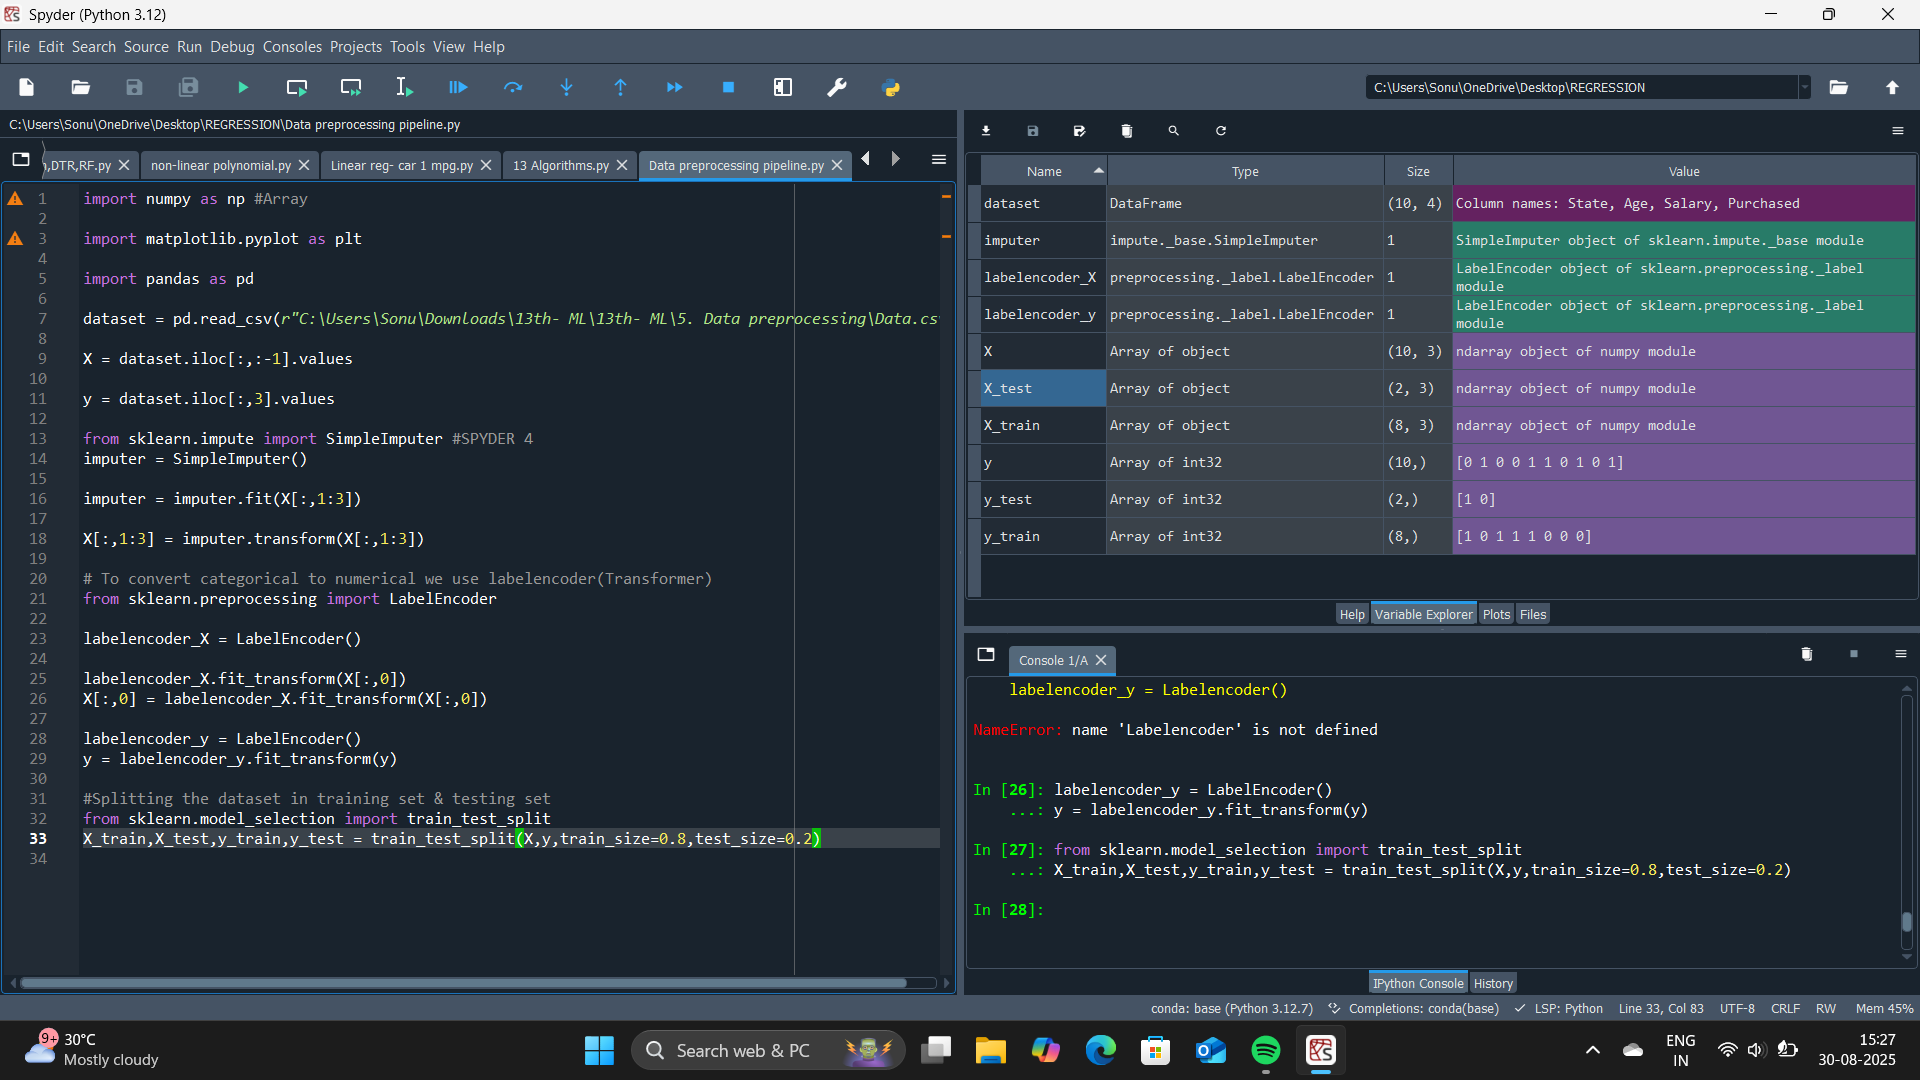 Spyder (Python 3.12)
File Edit Search Source Run Debug Consoles Projects Tools View Help
C:\Users\Sonu\OneDrive\Desktop\REGRESSION
C:\Users\Sonu\OneDrive\Desktop\REGRESSION\Data preprocessing pipeline.py
,DTR,RF.py
non-linear polynomial.py
Linear reg- car 1 mpg.py
13 Algorithms.py
Data preprocessing pipeline.py
1 import numpy as np #Array
2
3 import matplotlib.pyplot as plt
4
5 import pandas as pd
6
7 dataset = pd.read_csv(r"C:\Users\Sonu\Downloads\13th- ML\13th- ML\5. Data preprocessing\Data.cs
8
9 X = dataset.iloc[:,:-1].values
10
11 y = dataset.iloc[:,3].values
12
13 from sklearn.impute import SimpleImputer #SPYDER 4
14 imputer = SimpleImputer()
15
16 imputer = imputer.fit(X[:,1:3])
17
18 X[:,1:3] = imputer.transform(X[:,1:3])
19
20 # To convert categorical to numerical we use labelencoder(Transformer)
21 from sklearn.preprocessing import LabelEncoder
22
23 labelencoder_X = LabelEncoder()
24
25 labelencoder_X.fit_transform(X[:,0])
26 X[:,0] = labelencoder_X.fit_transform(X[:,0])
27
28 labelencoder_y = LabelEncoder()
29 y = labelencoder_y.fit_transform(y)
30
31 #Splitting the dataset in training set & testing set
32 from sklearn.model_selection import train_test_split
33 X_train,X_test,y_train,y_test = train_test_split(X,y,train_size=0.8,test_size=0.2)
34
Name Type Size Value
dataset DataFrame (10, 4) Column names: State, Age, Salary, Purchased
imputer impute._base.SimpleImputer 1 SimpleImputer object of sklearn.impute._base module
labelencoder_X preprocessing._label.LabelEncoder 1 LabelEncoder object of sklearn.preprocessing._label
module
labelencoder_y preprocessing._label.LabelEncoder 1 LabelEncoder object of sklearn.preprocessing._label
module
X Array of object (10, 3) ndarray object of numpy module
X_test Array of object (2, 3) ndarray object of numpy module
X_train Array of object (8, 3) ndarray object of numpy module
y Array of int32 (10,) [0 1 0 0 1 1 0 1 0 1]
y_test Array of int32 (2,) [1 0]
y_train Array of int32 (8,) [1 0 1 1 1 0 0 0]
Help Variable Explorer Plots Files
Console 1/A
labelencoder_y = Labelencoder()
NameError: name 'Labelencoder' is not defined
In [26]: labelencoder_y = LabelEncoder()
...: y = labelencoder_y.fit_transform(y)
In [27]: from sklearn.model_selection import train_test_split
...: X_train,X_test,y_train,y_test = train_test_split(X,y,train_size=0.8,test_size=0.2)
In [28]:
IPython Console History
conda: base (Python 3.12.7) Completions: conda(base) LSP: Python Line 33, Col 83 UTF-8 CRLF RW Mem 45%
9+
30°C
Mostly cloudy
Search web & PC
ENG
IN
15:27
30-08-2025